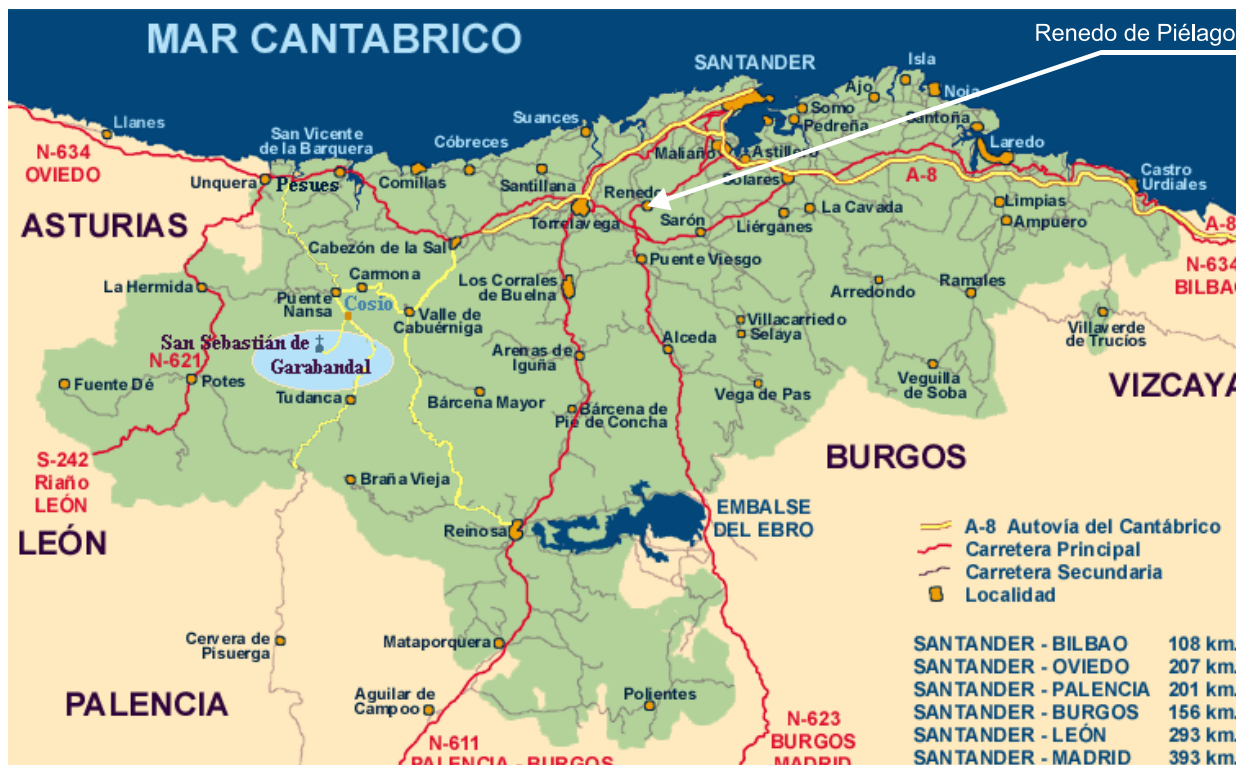 MAR CANTABRICO
Renedo de Piélago
SANTANDER
Isla
Ajo
Noja
Somo
Pedreña
Santoña
Llanes
San Vicente
de la Barquera
Cóbreces
Suances
Maliaño
Astillero
Laredo
N-634
OVIEDO
Unquera
Pesues
Comillas
Santillana
Renedo
Solares
A-8
Castro
Urdiales
ASTURIAS
Torrelavega
Sarón
Liérganes
La Cavada
Limpias
Ampuero
A-8
N-634
BILBAO
Cabezón de la Sal
Puente Viesgo
La Hermida
Carmona
Puente
Nansa
Cosio
Los Corrales
de Buelna
Arredondo
Ramales
Valle de
Cabuérniga
Villacarriedo
Selaya
Villaverde
de Trucíos
San Sebastián de
Garabandal
N-621
Arenas de
Iguña
Alceda
Fuente Dé
Potes
Tudanca
Bárcena Mayor
Bárcena de
Pie de Concha
Vega de Pas
Veguilla
de Soba
VIZCAYA
S-242
Riaño
LEÓN
BURGOS
Braña Vieja
LEÓN
Reinosa
EMBALSE
DEL EBRO
A-8 Autovía del Cantábrico
Carretera Principal
Carretera Secundaria
Localidad
Cervera de
Pisuerga
Mataporquera
PALENCIA
Aguilar de
Campoo
Polientes
N-611
PALENCIA - BURGOS
N-623
BURGOS
MADRID
SANTANDER - BILBAO 108 km.
SANTANDER - OVIEDO 207 km.
SANTANDER - PALENCIA 201 km.
SANTANDER - BURGOS 156 km.
SANTANDER - LEÓN 293 km.
SANTANDER - MADRID 393 km.